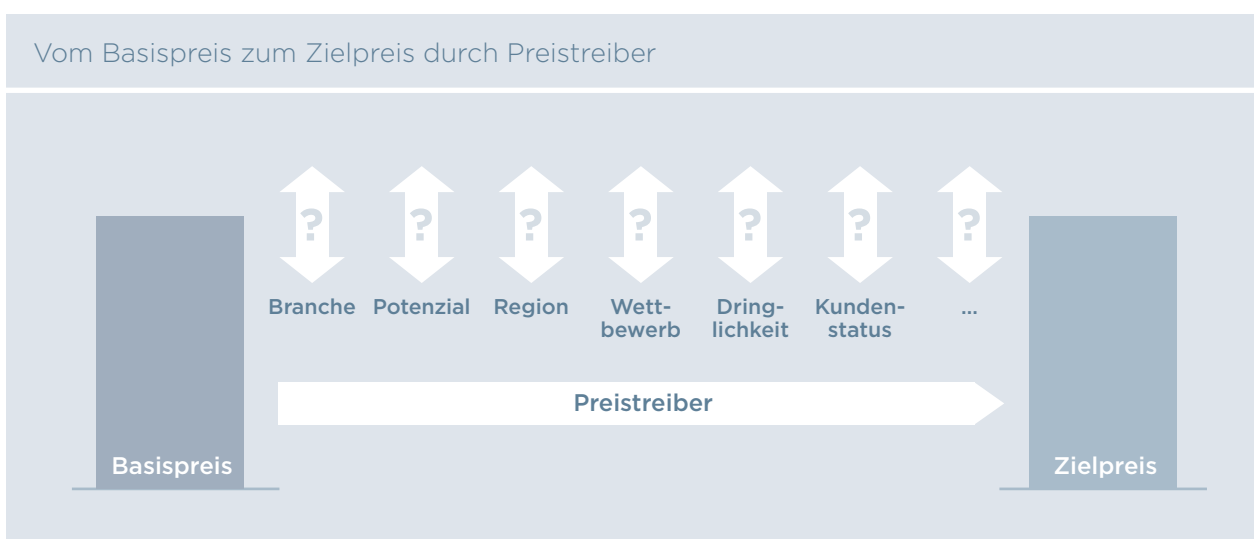 Vom Basispreis zum Zielpreis durch Preistreiber
? ? ? ? ? ? ?
Branche Potenzial Region Wett- Dring- Kunden- ...
bewerb lichkeit status
Preistreiber
Basispreis Zielpreis